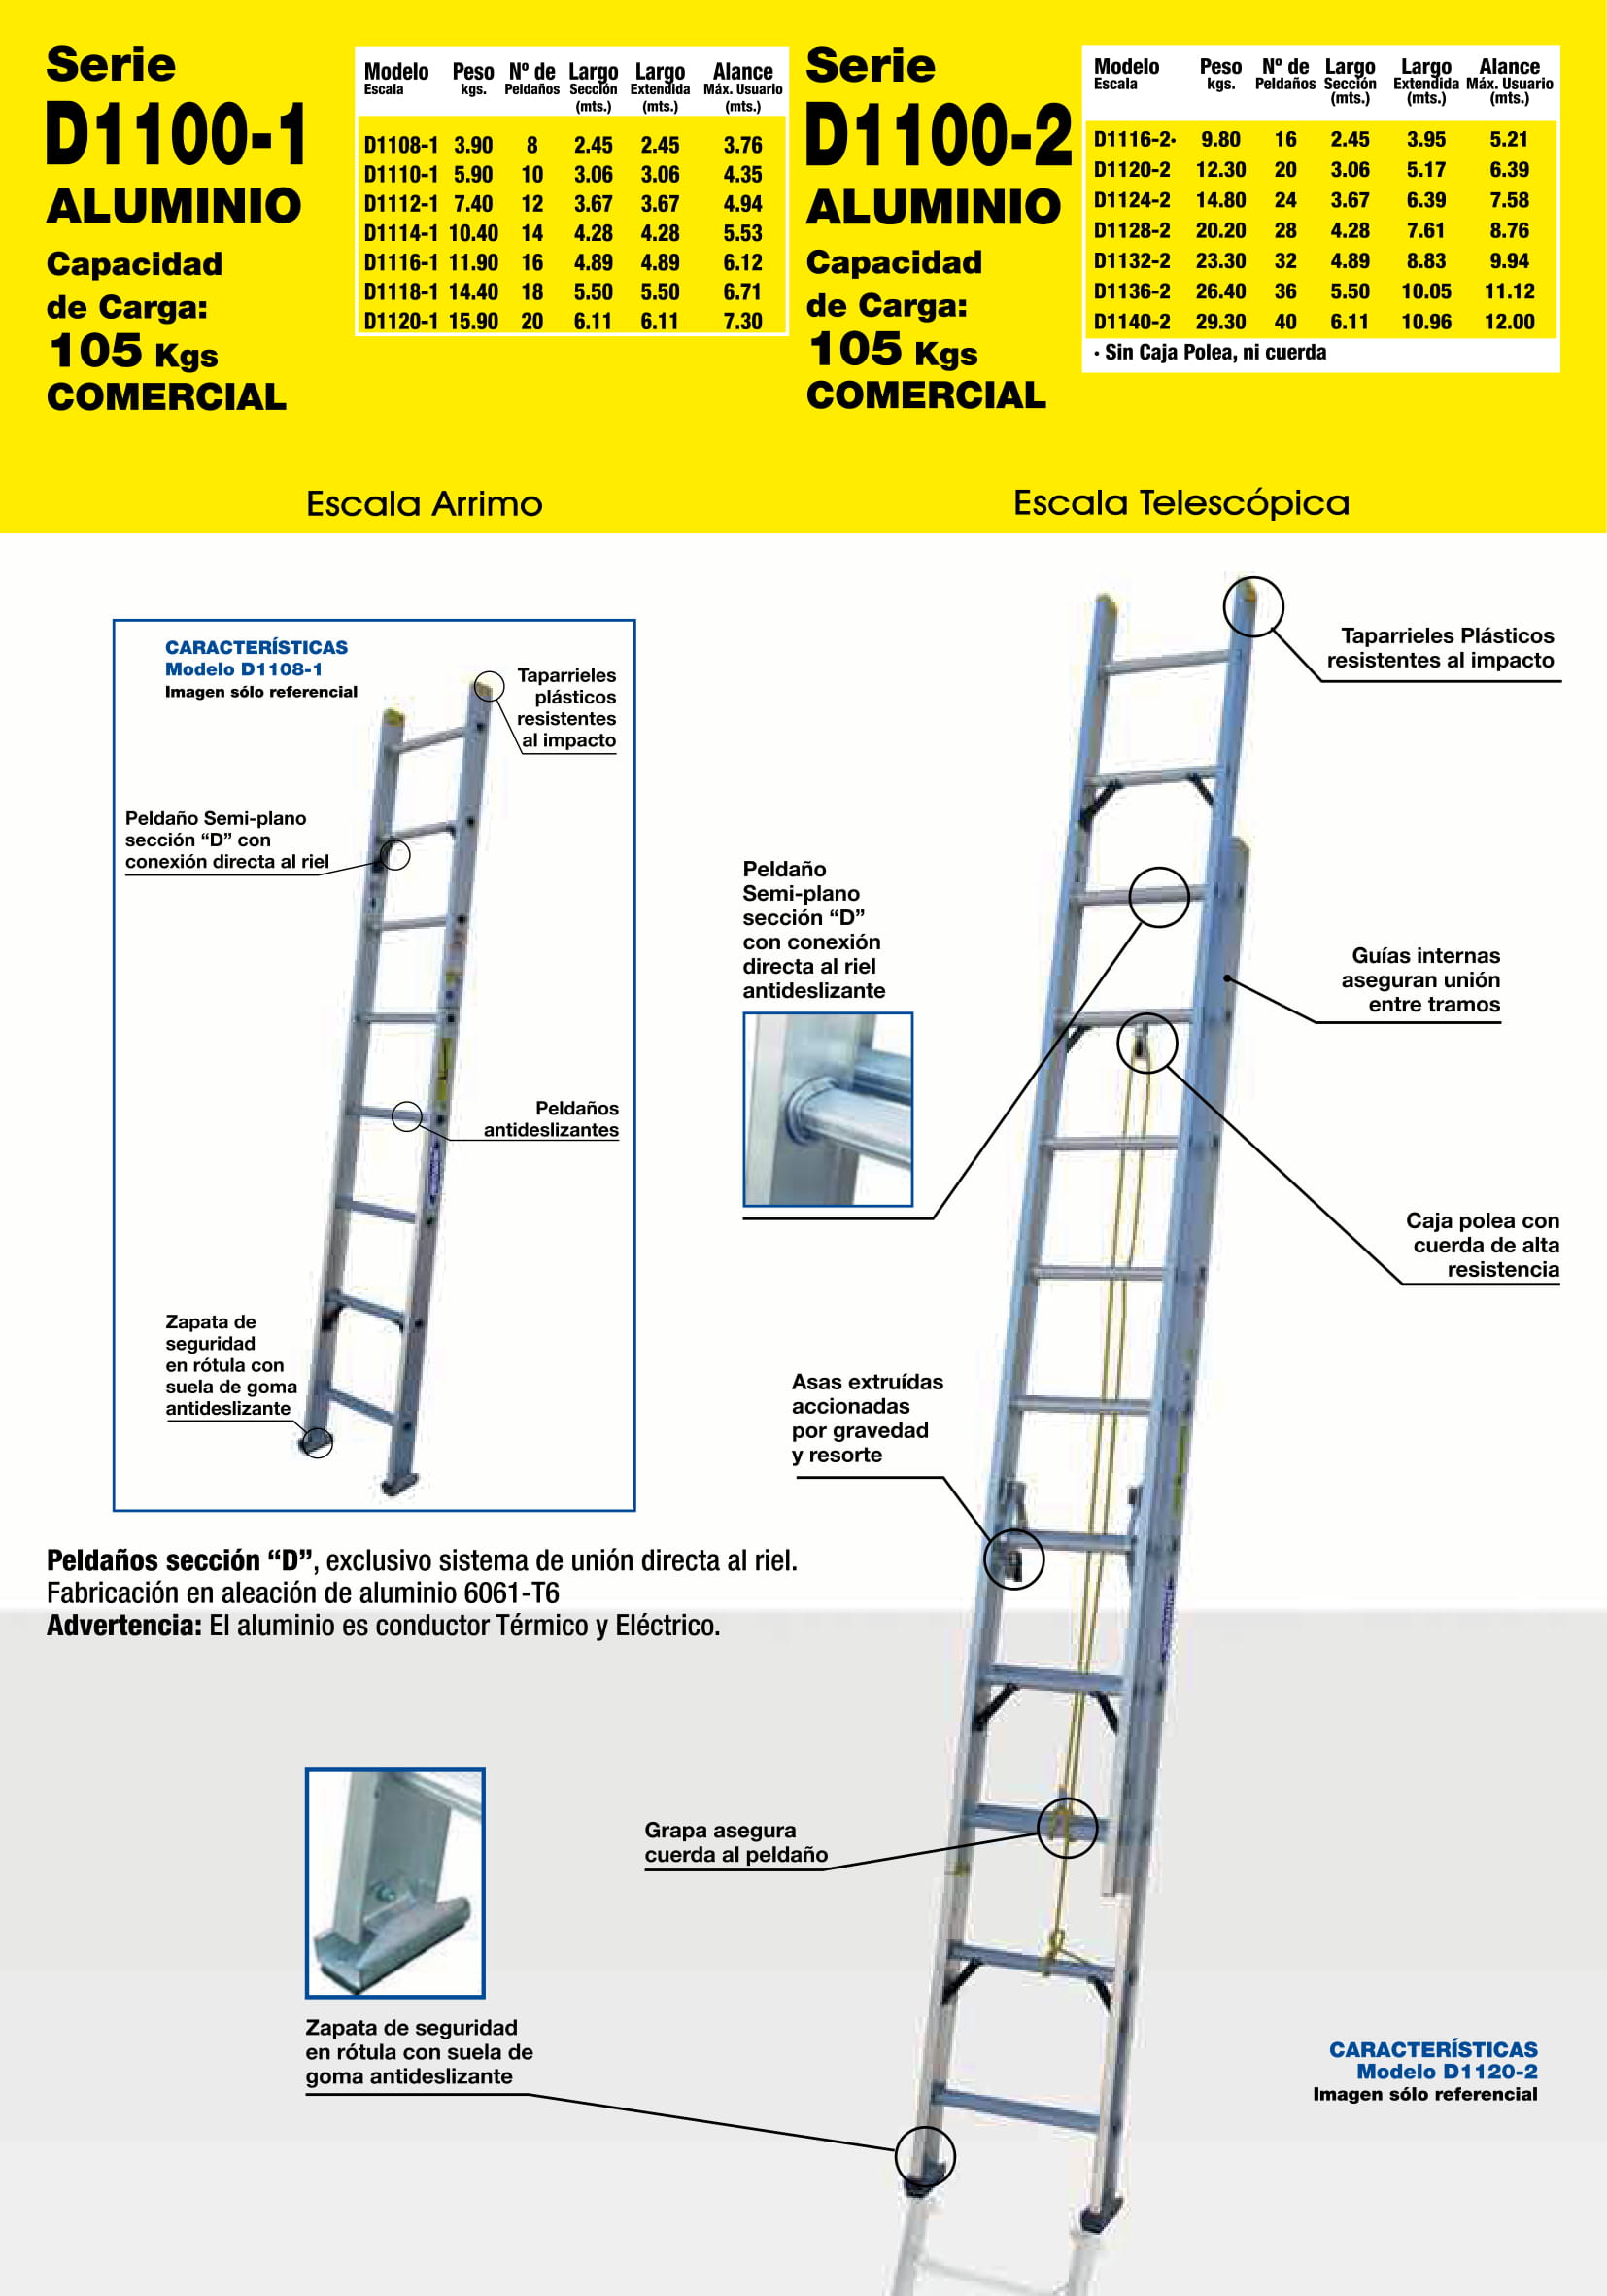 Serie
D1100-1
ALUMINIO
Capacidad
de Carga:
105 Kgs
COMERCIAL
Modelo Peso Nº de Largo Largo Alance
Escala kgs. Peldaños Sección Extendida Máx. Usuario
(mts.) (mts.) (mts.)
D1108-1 3.90 8 2.45 2.45 3.76
D1110-1 5.90 10 3.06 3.06 4.35
D1112-1 7.40 12 3.67 3.67 4.94
D1114-1 10.40 14 4.28 4.28 5.53
D1116-1 11.90 16 4.89 4.89 6.12
D1118-1 14.40 18 5.50 5.50 6.71
D1120-1 15.90 20 6.11 6.11 7.30
Serie
D1100-2
ALUMINIO
Capacidad
de Carga:
105 Kgs
COMERCIAL
Modelo Peso Nº de Largo Largo Alance
Escala kgs. Peldaños Sección Extendida Máx. Usuario
(mts.) (mts.) (mts.)
D1116-2• 9.80 16 2.45 3.95 5.21
D1120-2 12.30 20 3.06 5.17 6.39
D1124-2 14.80 24 3.67 6.39 7.58
D1128-2 20.20 28 4.28 7.61 8.76
D1132-2 23.30 32 4.89 8.83 9.94
D1136-2 26.40 36 5.50 10.05 11.12
D1140-2 29.30 40 6.11 10.96 12.00
• Sin Caja Polea, ni cuerda
Escala Arrimo
Escala Telescópica
CARACTERÍSTICAS
Modelo D1108-1
Imagen sólo referencial
Taparrieles
plásticos
resistentes
al impacto
Peldaño Semi-plano
sección “D” con
conexión directa al riel
Peldaños
antideslizantes
Zapata de
seguridad
en rótula con
suela de goma
antideslizante
Taparrieles Plásticos
resistentes al impacto
Peldaño
Semi-plano
sección “D”
con conexión
directa al riel
antideslizante
Guías internas
aseguran unión
entre tramos
Caja polea con
cuerda de alta
resistencia
Asas extruídas
accionadas
por gravedad
y resorte
Peldaños sección “D”, exclusivo sistema de unión directa al riel.
Fabricación en aleación de aluminio 6061-T6
Advertencia: El aluminio es conductor Térmico y Eléctrico.
Grapa asegura
cuerda al peldaño
Zapata de seguridad
en rótula con suela de
goma antideslizante
CARACTERÍSTICAS
Modelo D1120-2
Imagen sólo referencial